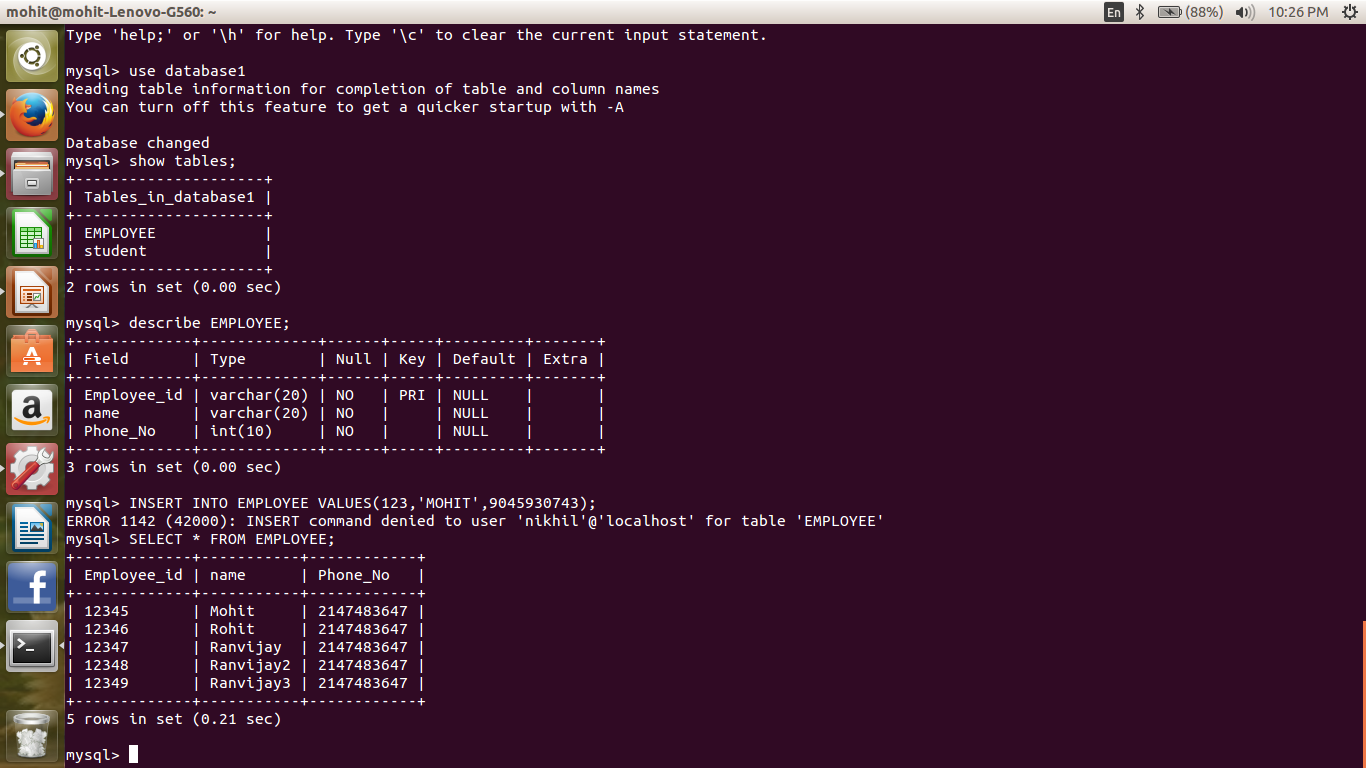 mohit@mohit-Lenovo-G560: ~
En (88%) 10:26 PM
Type 'help;' or '\h' for help. Type '\c' to clear the current input statement.
mysql> use database1
Reading table information for completion of table and column names
You can turn off this feature to get a quicker startup with -A
Database changed
mysql> show tables;
+---------------------+
| Tables_in_database1 |
+---------------------+
| EMPLOYEE            |
| student             |
+---------------------+
2 rows in set (0.00 sec)
mysql> describe EMPLOYEE;
+-------------+-------------+------+-----+---------+-------+
| Field       | Type        | Null | Key | Default | Extra |
+-------------+-------------+------+-----+---------+-------+
| Employee_id | varchar(20) | NO   | PRI | NULL    |       |
| name        | varchar(20) | NO   |     | NULL    |       |
| Phone_No    | int(10)     | NO   |     | NULL    |       |
+-------------+-------------+------+-----+---------+-------+
3 rows in set (0.00 sec)
mysql> INSERT INTO EMPLOYEE VALUES(123,'MOHIT',9045930743);
ERROR 1142 (42000): INSERT command denied to user 'nikhil'@'localhost' for table 'EMPLOYEE'
mysql> SELECT * FROM EMPLOYEE;
+-------------+-----------+------------+
| Employee_id | name      | Phone_No   |
+-------------+-----------+------------+
| 12345       | Mohit     | 2147483647 |
| 12346       | Rohit     | 2147483647 |
| 12347       | Ranvijay  | 2147483647 |
| 12348       | Ranvijay2 | 2147483647 |
| 12349       | Ranvijay3 | 2147483647 |
+-------------+-----------+------------+
5 rows in set (0.21 sec)
mysql>